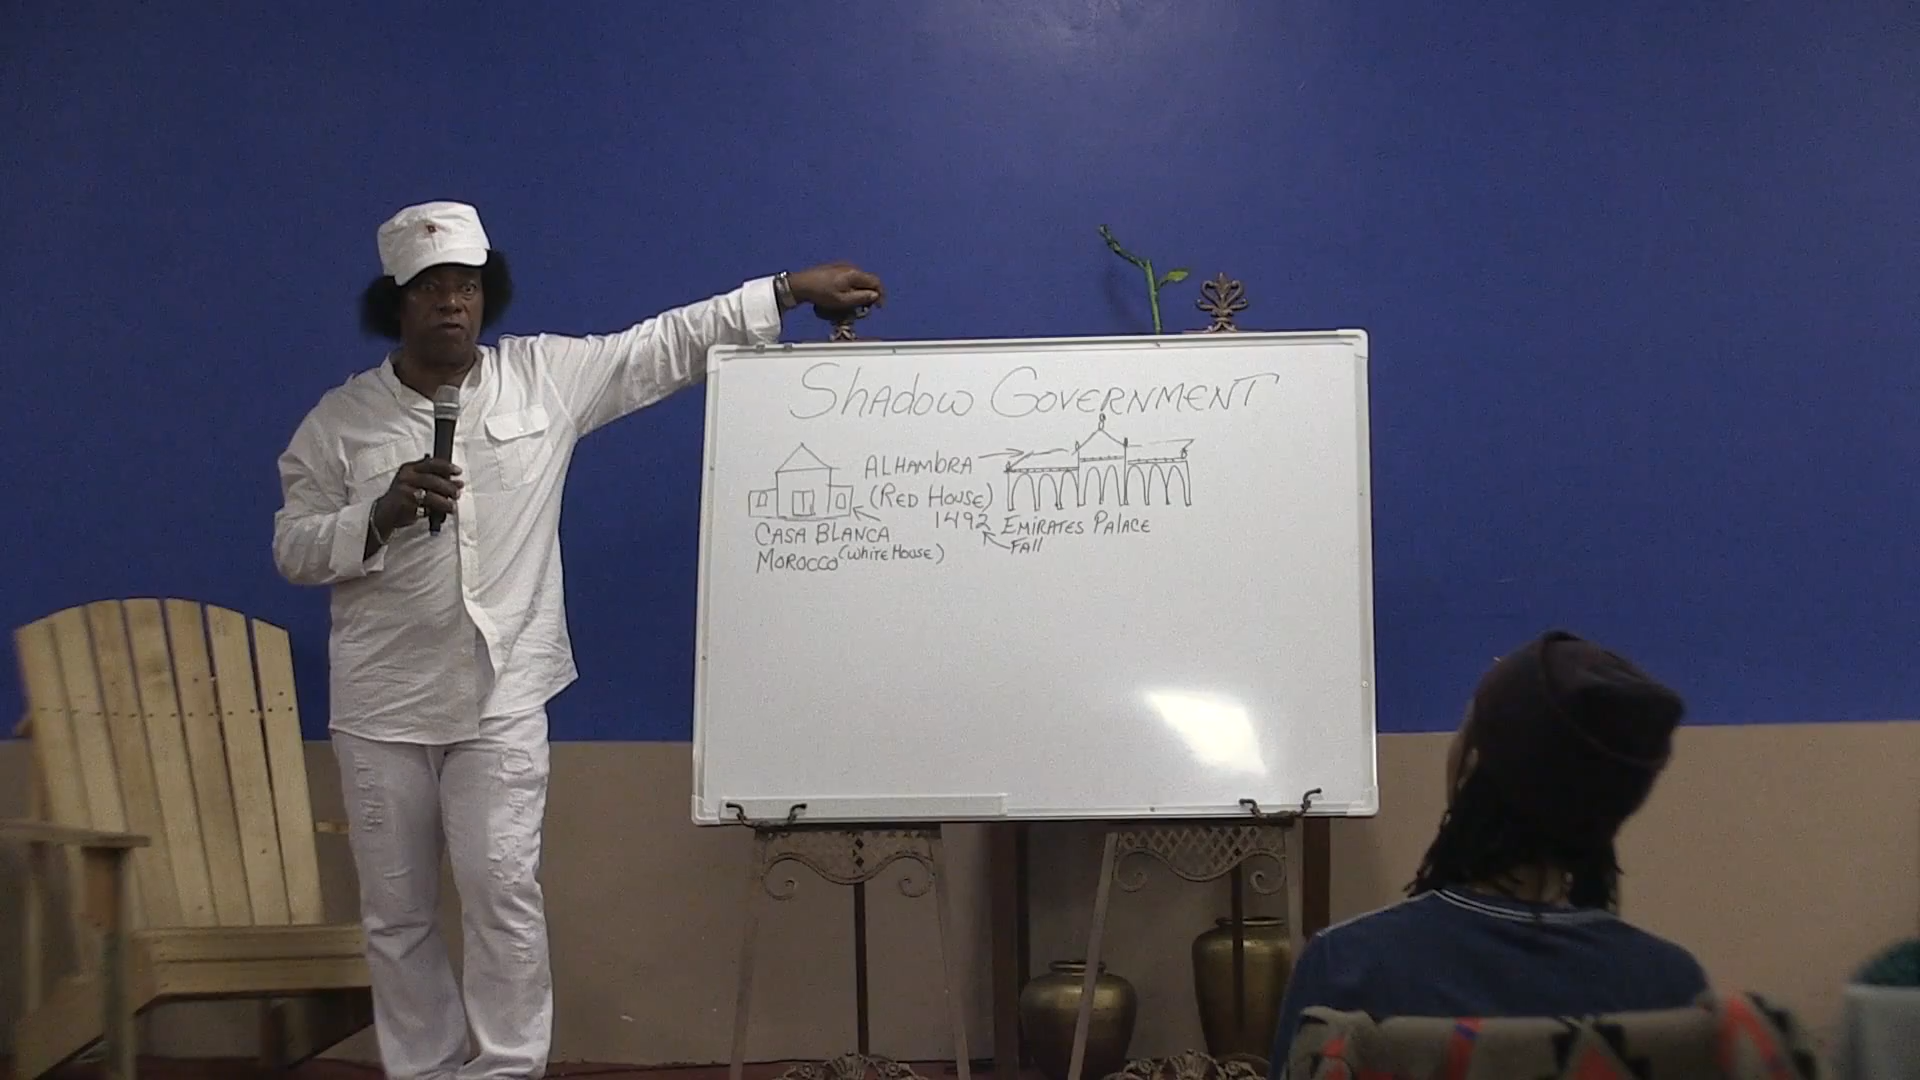 Shadow Government
ALHAMBRA
(RED HOUSE)
1492
CASA BLANCA
MOROCCO (WHITE HOUSE)
EMIRATES PALACE
FAll